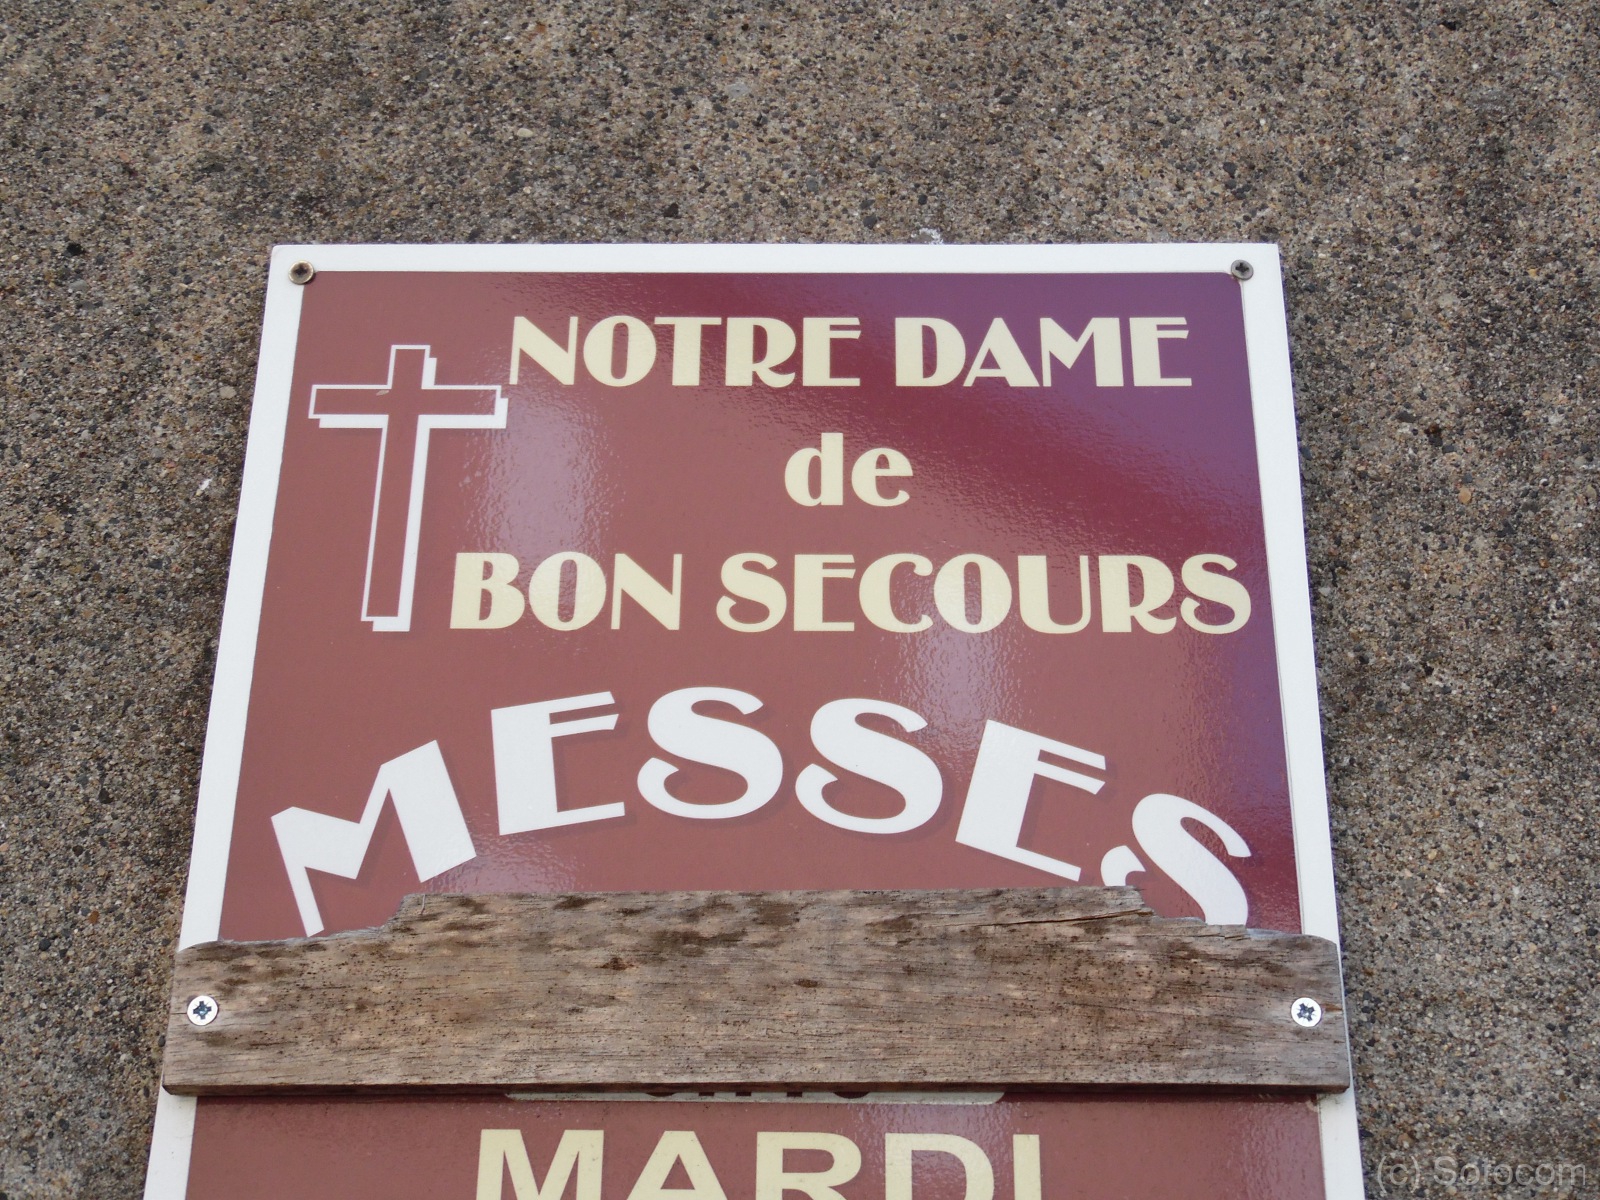 NOTRE DAME
de
BON SECOURS
MESSES
MARDI
(c) Sofocom